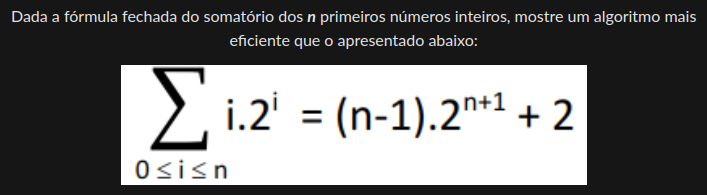 Dada a fórmula fechada do somatório dos n primeiros números inteiros, mostre um algoritmo mais
eficiente que o apresentado abaixo:
∑ i.2ⁱ = (n-1).2ⁿ⁺¹ + 2
0≤i≤n